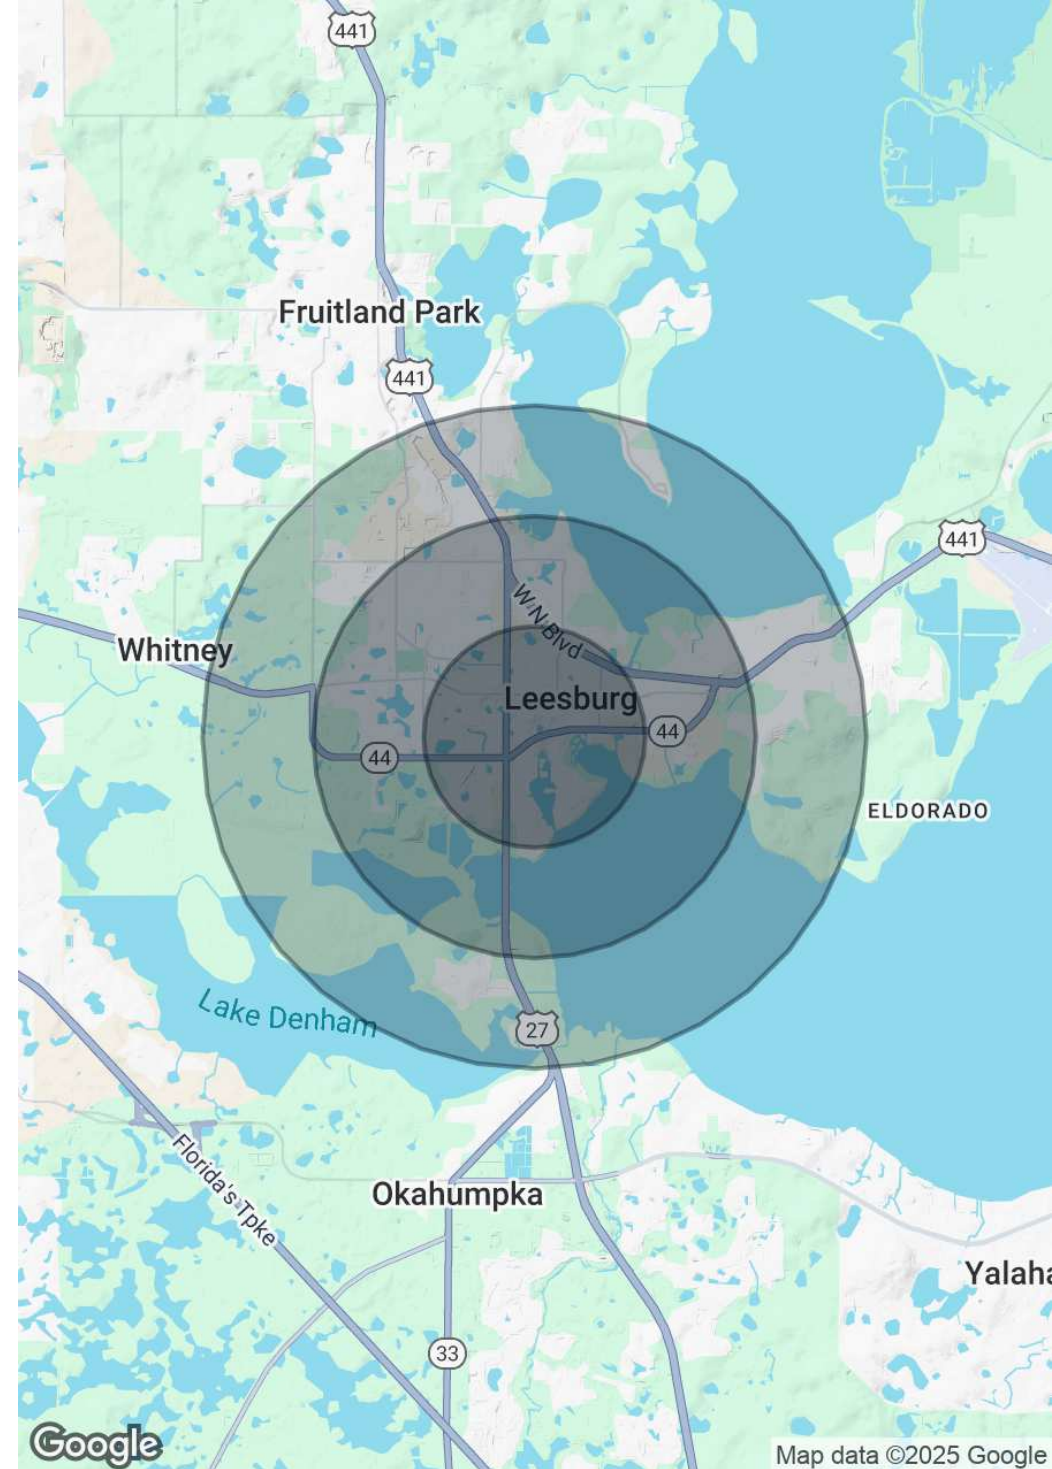 441
Fruitland Park
441
441
W N Blvd
Whitney
Leesburg
44
44
ELDORADO
Lake Denham
27
Florida's Tpke
Okahumpka
Yalaha
33
Google
Map data ©2025 Google